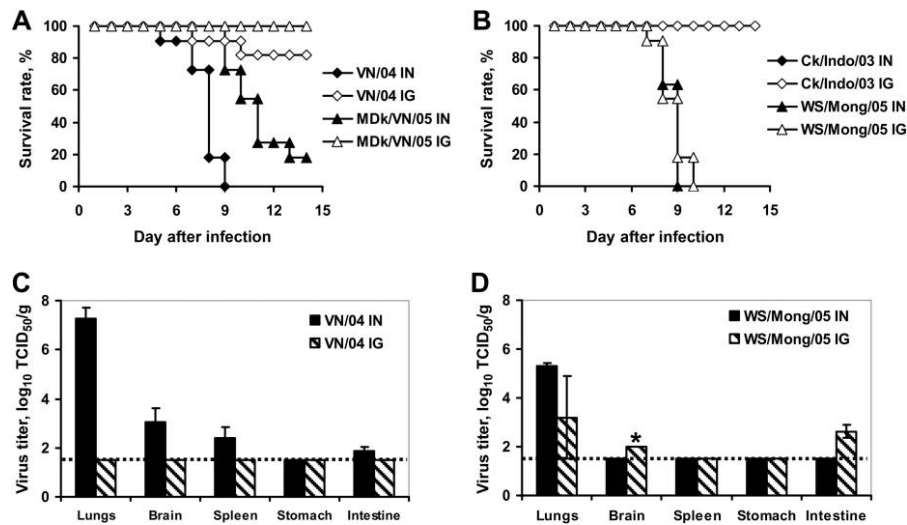 A
Survival rate, %
100
80
60
40
20
0
0 3 6 9 12 15
Day after infection
VN/04 IN
VN/04 IG
MDk/VN/05 IN
MDk/VN/05 IG
B
Survival rate, %
100
80
60
40
20
0
0 3 6 9 12 15
Day after infection
Ck/Indo/03 IN
Ck/Indo/03 IG
WS/Mong/05 IN
WS/Mong/05 IG
C
Virus titer, log10 TCID50/g
8
6
4
2
0
VN/04 IN
VN/04 IG
Lungs Brain Spleen Stomach Intestine
D
Virus titer, log10 TCID50/g
8
6
4
2
0
WS/Mong/05 IN
WS/Mong/05 IG
*
Lungs Brain Spleen Stomach Intestine